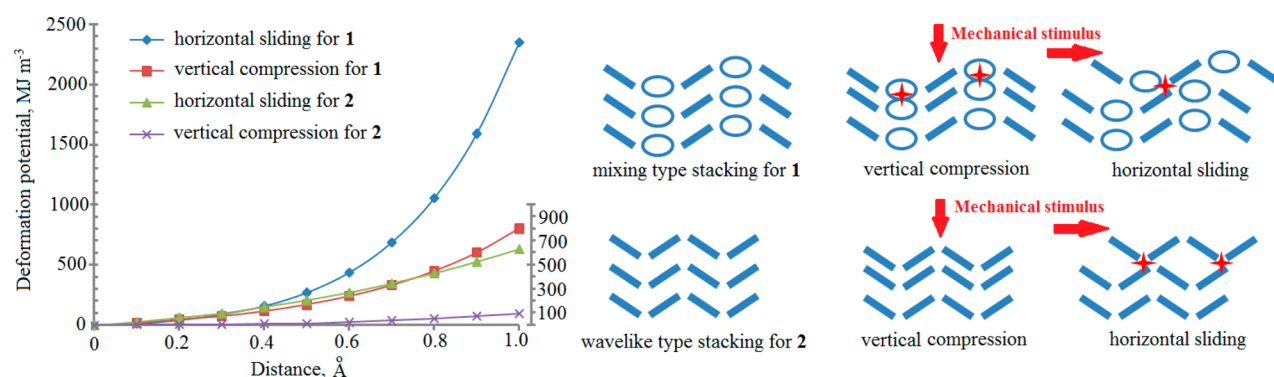 2500
2000
1500
1000
500
0
Deformation potential, MJ m⁻³
horizontal sliding for 1
vertical compression for 1
horizontal sliding for 2
vertical compression for 2
900
700
500
300
100
0 0.2 0.4 0.6 0.8 1.0
Distance, Å
mixing type stacking for 1
Mechanical stimulus
vertical compression
horizontal sliding
wavelike type stacking for 2
Mechanical stimulus
vertical compression
horizontal sliding